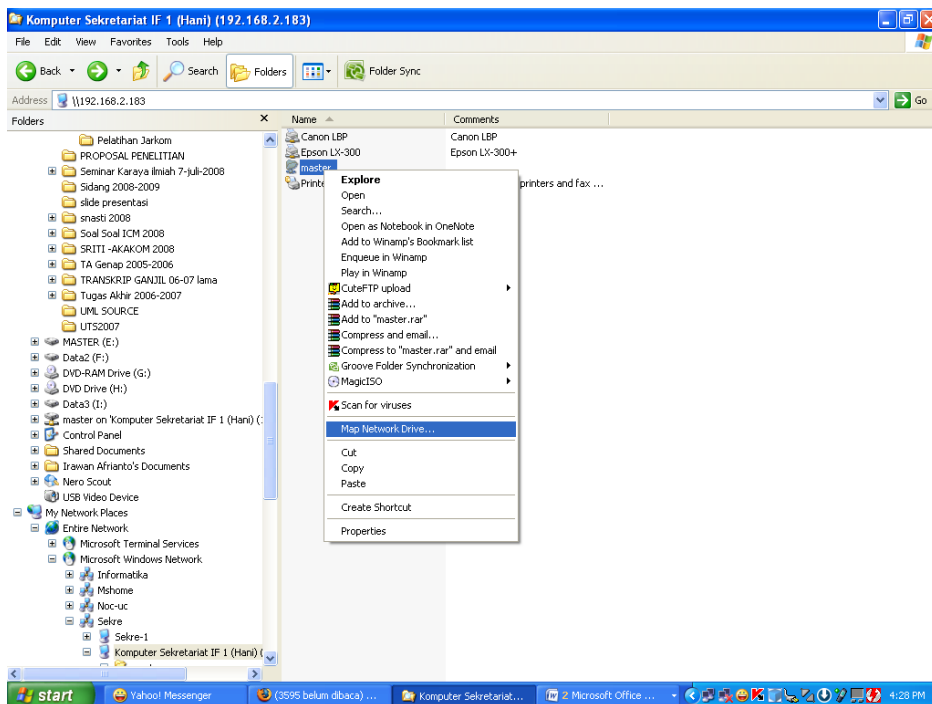 Komputer Sekretariat IF 1 (Hani) (192.168.2.183)
File Edit View Favorites Tools Help
Back Search Folders Folder Sync
Address \\192.168.2.183 Go
Folders
Name Comments
Pelatihan Jarkom
PROPOSAL PENELITIAN
Seminar Karaya ilmiah 7-juli-2008
Sidang 2008-2009
slide presentasi
snasti 2008
Soal Soal ICM 2008
SRITI -AKAKOM 2008
TA Genap 2005-2006
TRANSKRIP GANJIL 06-07 lama
Tugas Akhir 2006-2007
UML SOURCE
UTS2007
MASTER (E:)
Data2 (F:)
DVD-RAM Drive (G:)
DVD Drive (H:)
Data3 (I:)
master on 'Komputer Sekretariat IF 1 (Hani) (
Control Panel
Shared Documents
Irawan Afrianto's Documents
Nero Scout
USB Video Device
My Network Places
Entire Network
Microsoft Terminal Services
Microsoft Windows Network
Informatika
Mshome
Noc-uc
Sekre
Sekre-1
Komputer Sekretariat IF 1 (Hani) (
Canon LBP Canon LBP
Epson LX-300 Epson LX-300+
master
Printe printers and fax ...
Explore
Open
Search...
Open as Notebook in OneNote
Add to Winamp's Bookmark list
Enqueue in Winamp
Play in Winamp
CuteFTP upload
Add to archive...
Add to "master.rar"
Compress and email...
Compress to "master.rar" and email
Groove Folder Synchronization
MagicISO
Scan for viruses
Map Network Drive...
Cut
Copy
Paste
Create Shortcut
Properties
start Yahoo! Messenger (3595 belum dibaca) ... Komputer Sekretariat... 2 Microsoft Office ... 4:28 PM